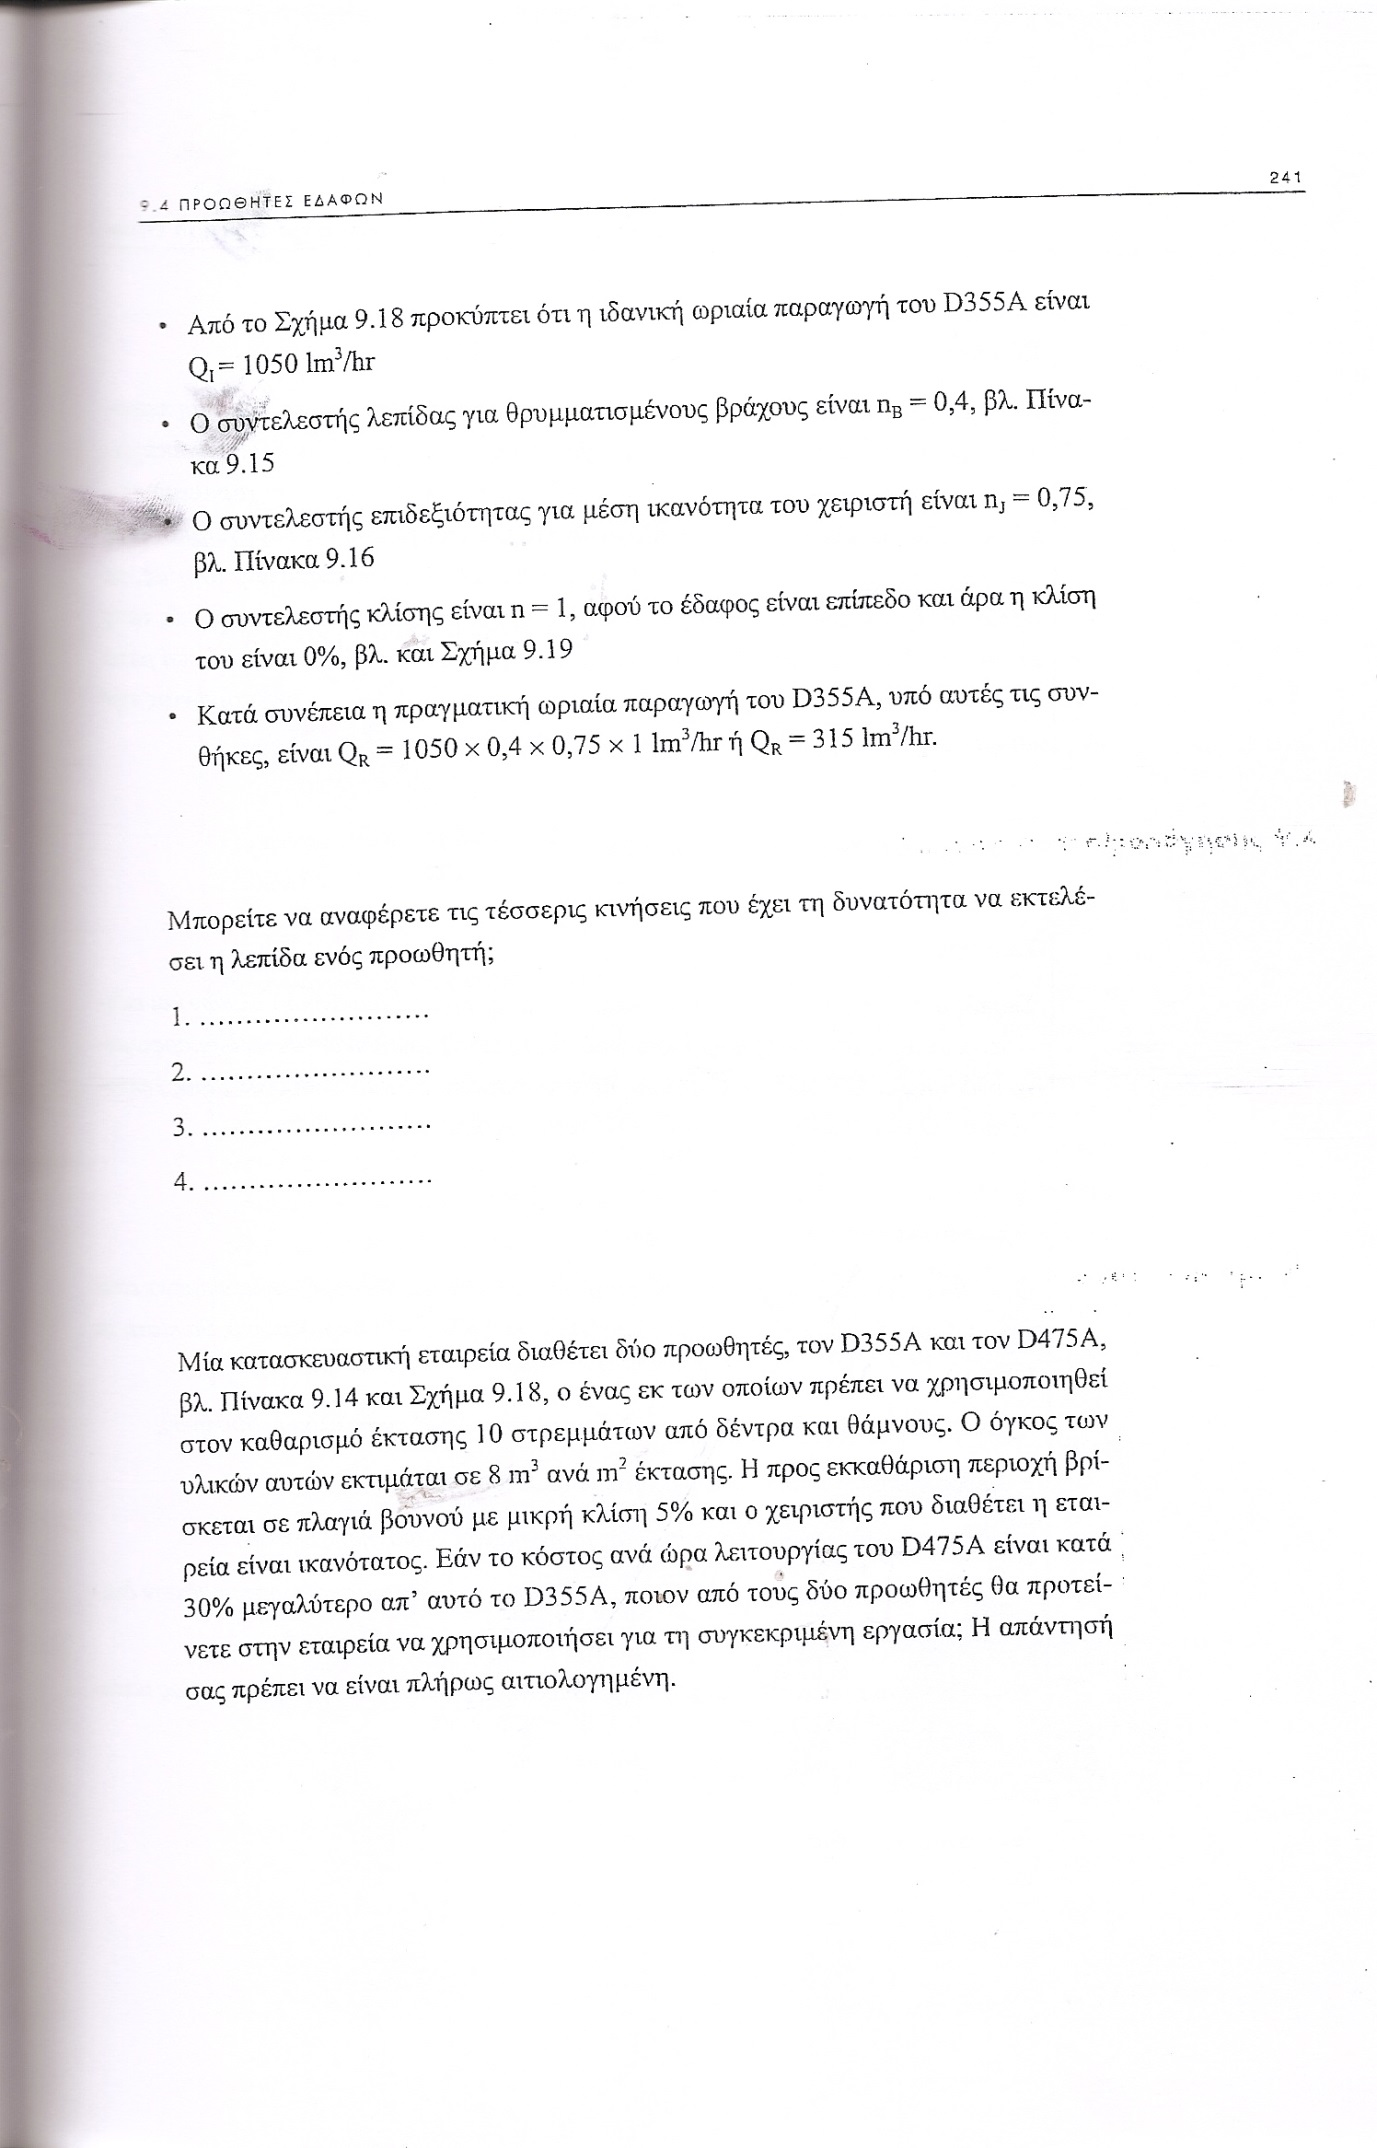 9.4 ΠΡΟΩΘΗΤΕΣ ΕΔΑΦΩΝ
241
• Από το Σχήμα 9.18 προκύπτει ότι η ιδανική ωριαία παραγωγή του D355A είναι
Q_I = 1050 lm³/hr
• Ο συντελεστής λεπίδας για θρυμματισμένους βράχους είναι n_B = 0,4, βλ. Πίνα-
κα 9.15
• Ο συντελεστής επιδεξιότητας για μέση ικανότητα του χειριστή είναι n_J = 0,75,
βλ. Πίνακα 9.16
• Ο συντελεστής κλίσης είναι n = 1, αφού το έδαφος είναι επίπεδο και άρα η κλίση
του είναι 0%, βλ. και Σχήμα 9.19
• Κατά συνέπεια η πραγματική ωριαία παραγωγή του D355A, υπό αυτές τις συν-
θήκες, είναι Q_R = 1050 × 0,4 × 0,75 × 1 lm³/hr ή Q_R = 315 lm³/hr.
Μπορείτε να αναφέρετε τις τέσσερις κινήσεις που έχει τη δυνατότητα να εκτελέ-
σει η λεπίδα ενός προωθητή;
1. .........................
2. .........................
3. .........................
4. .........................
Μία κατασκευαστική εταιρεία διαθέτει δύο προωθητές, τον D355A και τον D475A,
βλ. Πίνακα 9.14 και Σχήμα 9.18, ο ένας εκ των οποίων πρέπει να χρησιμοποιηθεί
στον καθαρισμό έκτασης 10 στρεμμάτων από δέντρα και θάμνους. Ο όγκος των
υλικών αυτών εκτιμάται σε 8 m³ ανά m² έκτασης. Η προς εκκαθάριση περιοχή βρί-
σκεται σε πλαγιά βουνού με μικρή κλίση 5% και ο χειριστής που διαθέτει η εται-
ρεία είναι ικανότατος. Εάν το κόστος ανά ώρα λειτουργίας του D475A είναι κατά
30% μεγαλύτερο απ’ αυτό το D355A, ποιον από τους δύο προωθητές θα προτεί-
νετε στην εταιρεία να χρησιμοποιήσει για τη συγκεκριμένη εργασία; Η απάντησή
σας πρέπει να είναι πλήρως αιτιολογημένη.